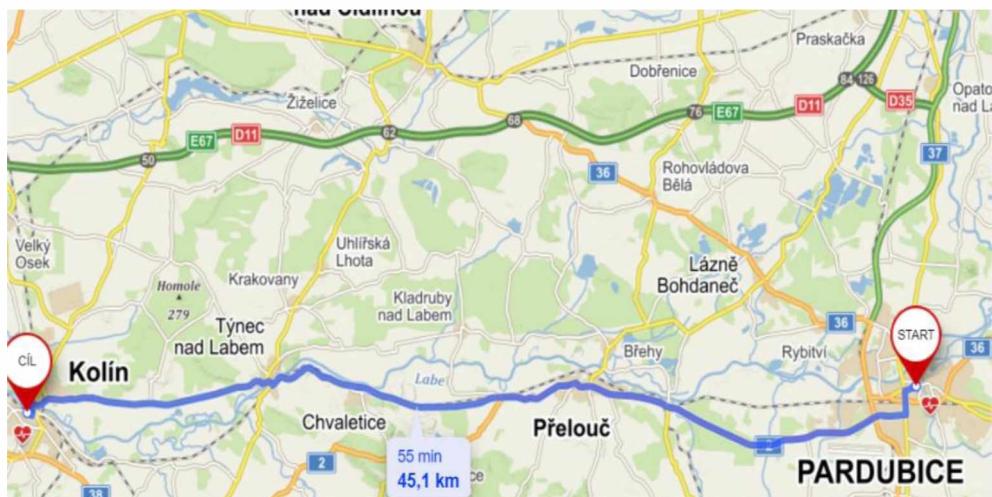 nad Cidlinou
Praskačka
Dobřenice
84 126
D35
Opato
nad La
Žiželice
E67
D11
62
68
76
E67
D11
50
37
36
Rohovládova
Bělá
Velký
Osek
Uhlířská
Lhota
Krakovany
Homole
279
Lázně
Bohdaneč
Kladruby
nad Labem
Týnec
nad Labem
36
START
CÍL
Kolín
Břehy
Rybitví
36
Labe
Chvaletice
Přelouč
2
2
55 min
45,1 km
PARDUBICE
38